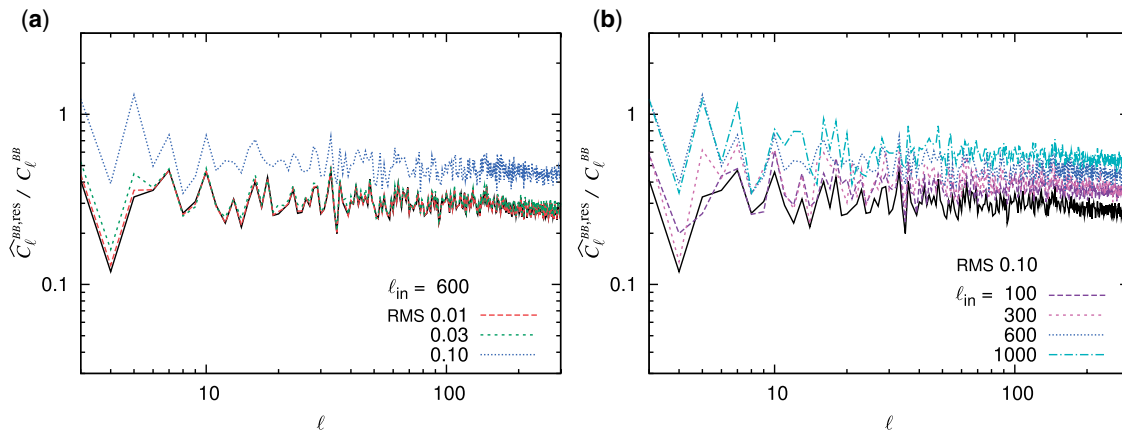 (a)
1
0.1
10
100
ℓ
Ĉ_ℓ^{BB,res} / C_ℓ^{BB}
ℓ_in = 600
RMS 0.01
0.03
0.10
(b)
1
0.1
10
100
ℓ
Ĉ_ℓ^{BB,res} / C_ℓ^{BB}
RMS 0.10
ℓ_in = 100
300
600
1000